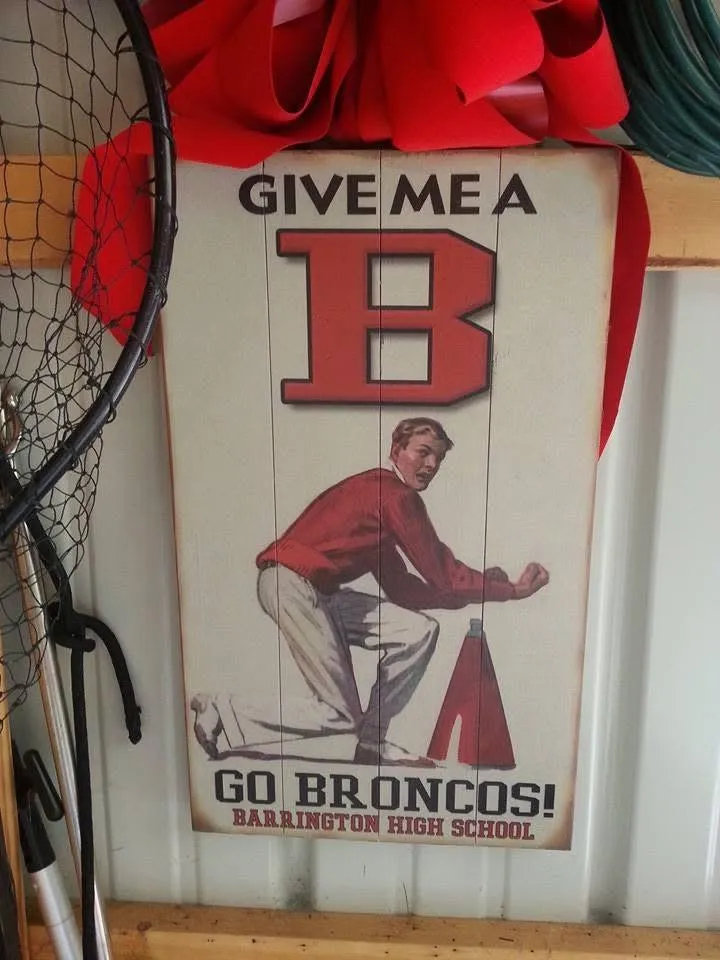 GIVE ME A
B
GO BRONCOS!
BARRINGTON HIGH SCHOOL